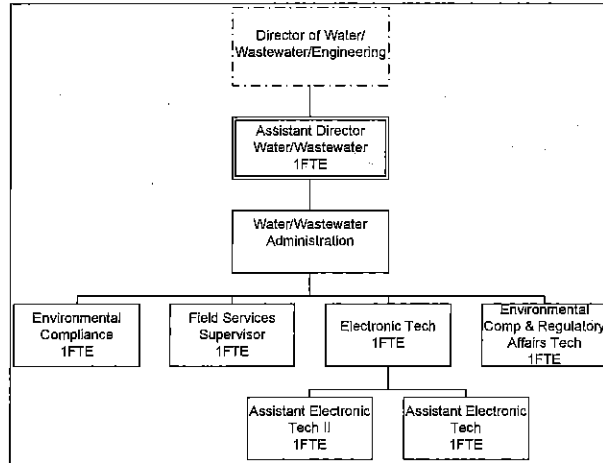 Director of Water/
Wastewater/Engineering
Assistant Director
Water/Wastewater
1FTE
Water/Wastewater
Administration
Environmental
Compliance
1FTE
Field Services
Supervisor
1FTE
Electronic Tech
1FTE
Environmental
Comp & Regulatory
Affairs Tech
1FTE
Assistant Electronic
Tech II
1FTE
Assistant Electronic
Tech
1FTE